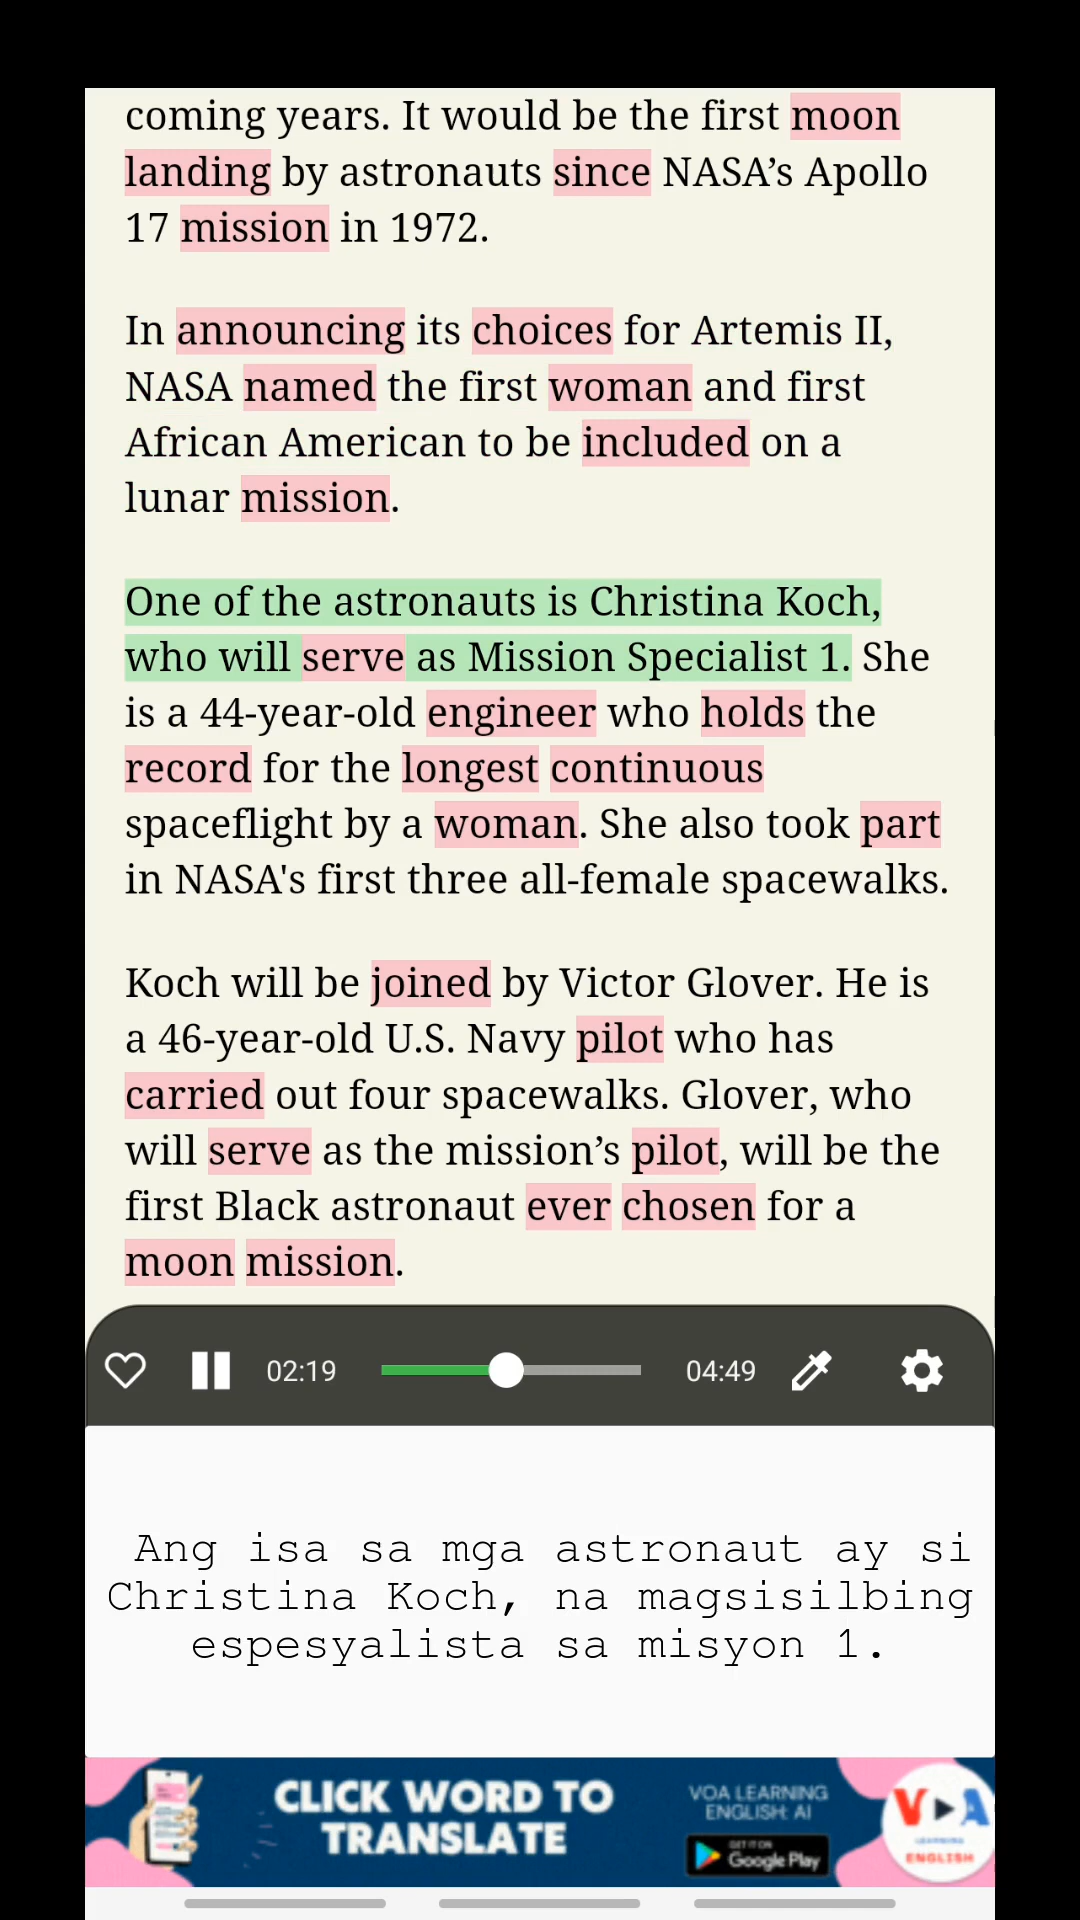 coming years. It would be the first moon
landing by astronauts since NASA’s Apollo
17 mission in 1972.
In announcing its choices for Artemis II,
NASA named the first woman and first
African American to be included on a
lunar mission.
One of the astronauts is Christina Koch,
who will serve as Mission Specialist 1. She
is a 44-year-old engineer who holds the
record for the longest continuous
spaceflight by a woman. She also took part
in NASA's first three all-female spacewalks.
Koch will be joined by Victor Glover. He is
a 46-year-old U.S. Navy pilot who has
carried out four spacewalks. Glover, who
will serve as the mission’s pilot, will be the
first Black astronaut ever chosen for a
moon mission.
02:19 04:49
Ang isa sa mga astronaut ay si
Christina Koch, na magsisilbing
espesyalista sa misyon 1.
CLICK WORD TO
TRANSLATE
VOA LEARNING
ENGLISH: AI
GET IT ON
Google Play
VOA
LEARNING
ENGLISH